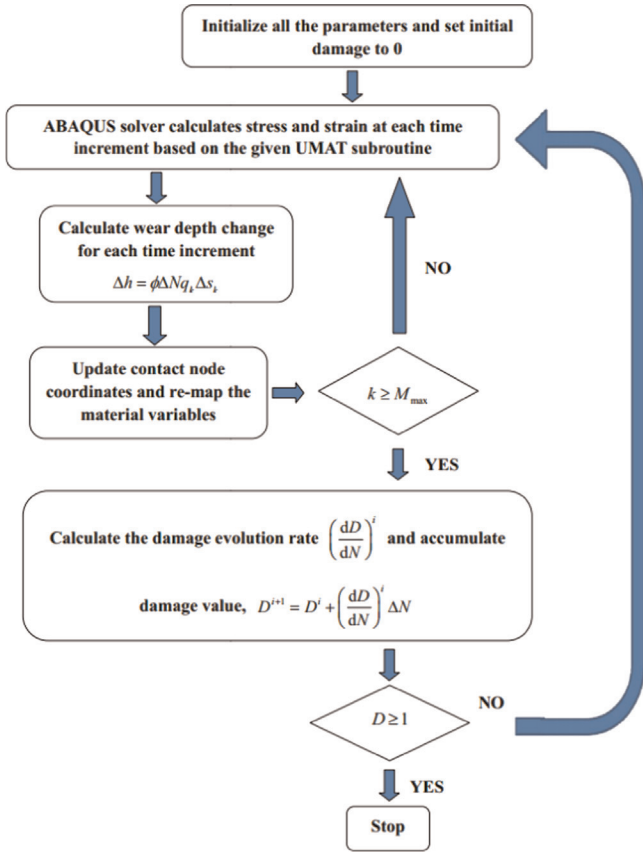 Initialize all the parameters and set initial
damage to 0
ABAQUS solver calculates stress and strain at each time
increment based on the given UMAT subroutine
Calculate wear depth change
for each time increment
Δh = ϕΔNqₖΔsₖ
NO
Update contact node
coordinates and re-map the
material variables
k ≥ M_max
YES
Calculate the damage evolution rate (dD/dN)^i and accumulate
damage value, D^{i+1} = D^i + (dD/dN)^i ΔN
D ≥ 1
NO
YES
Stop